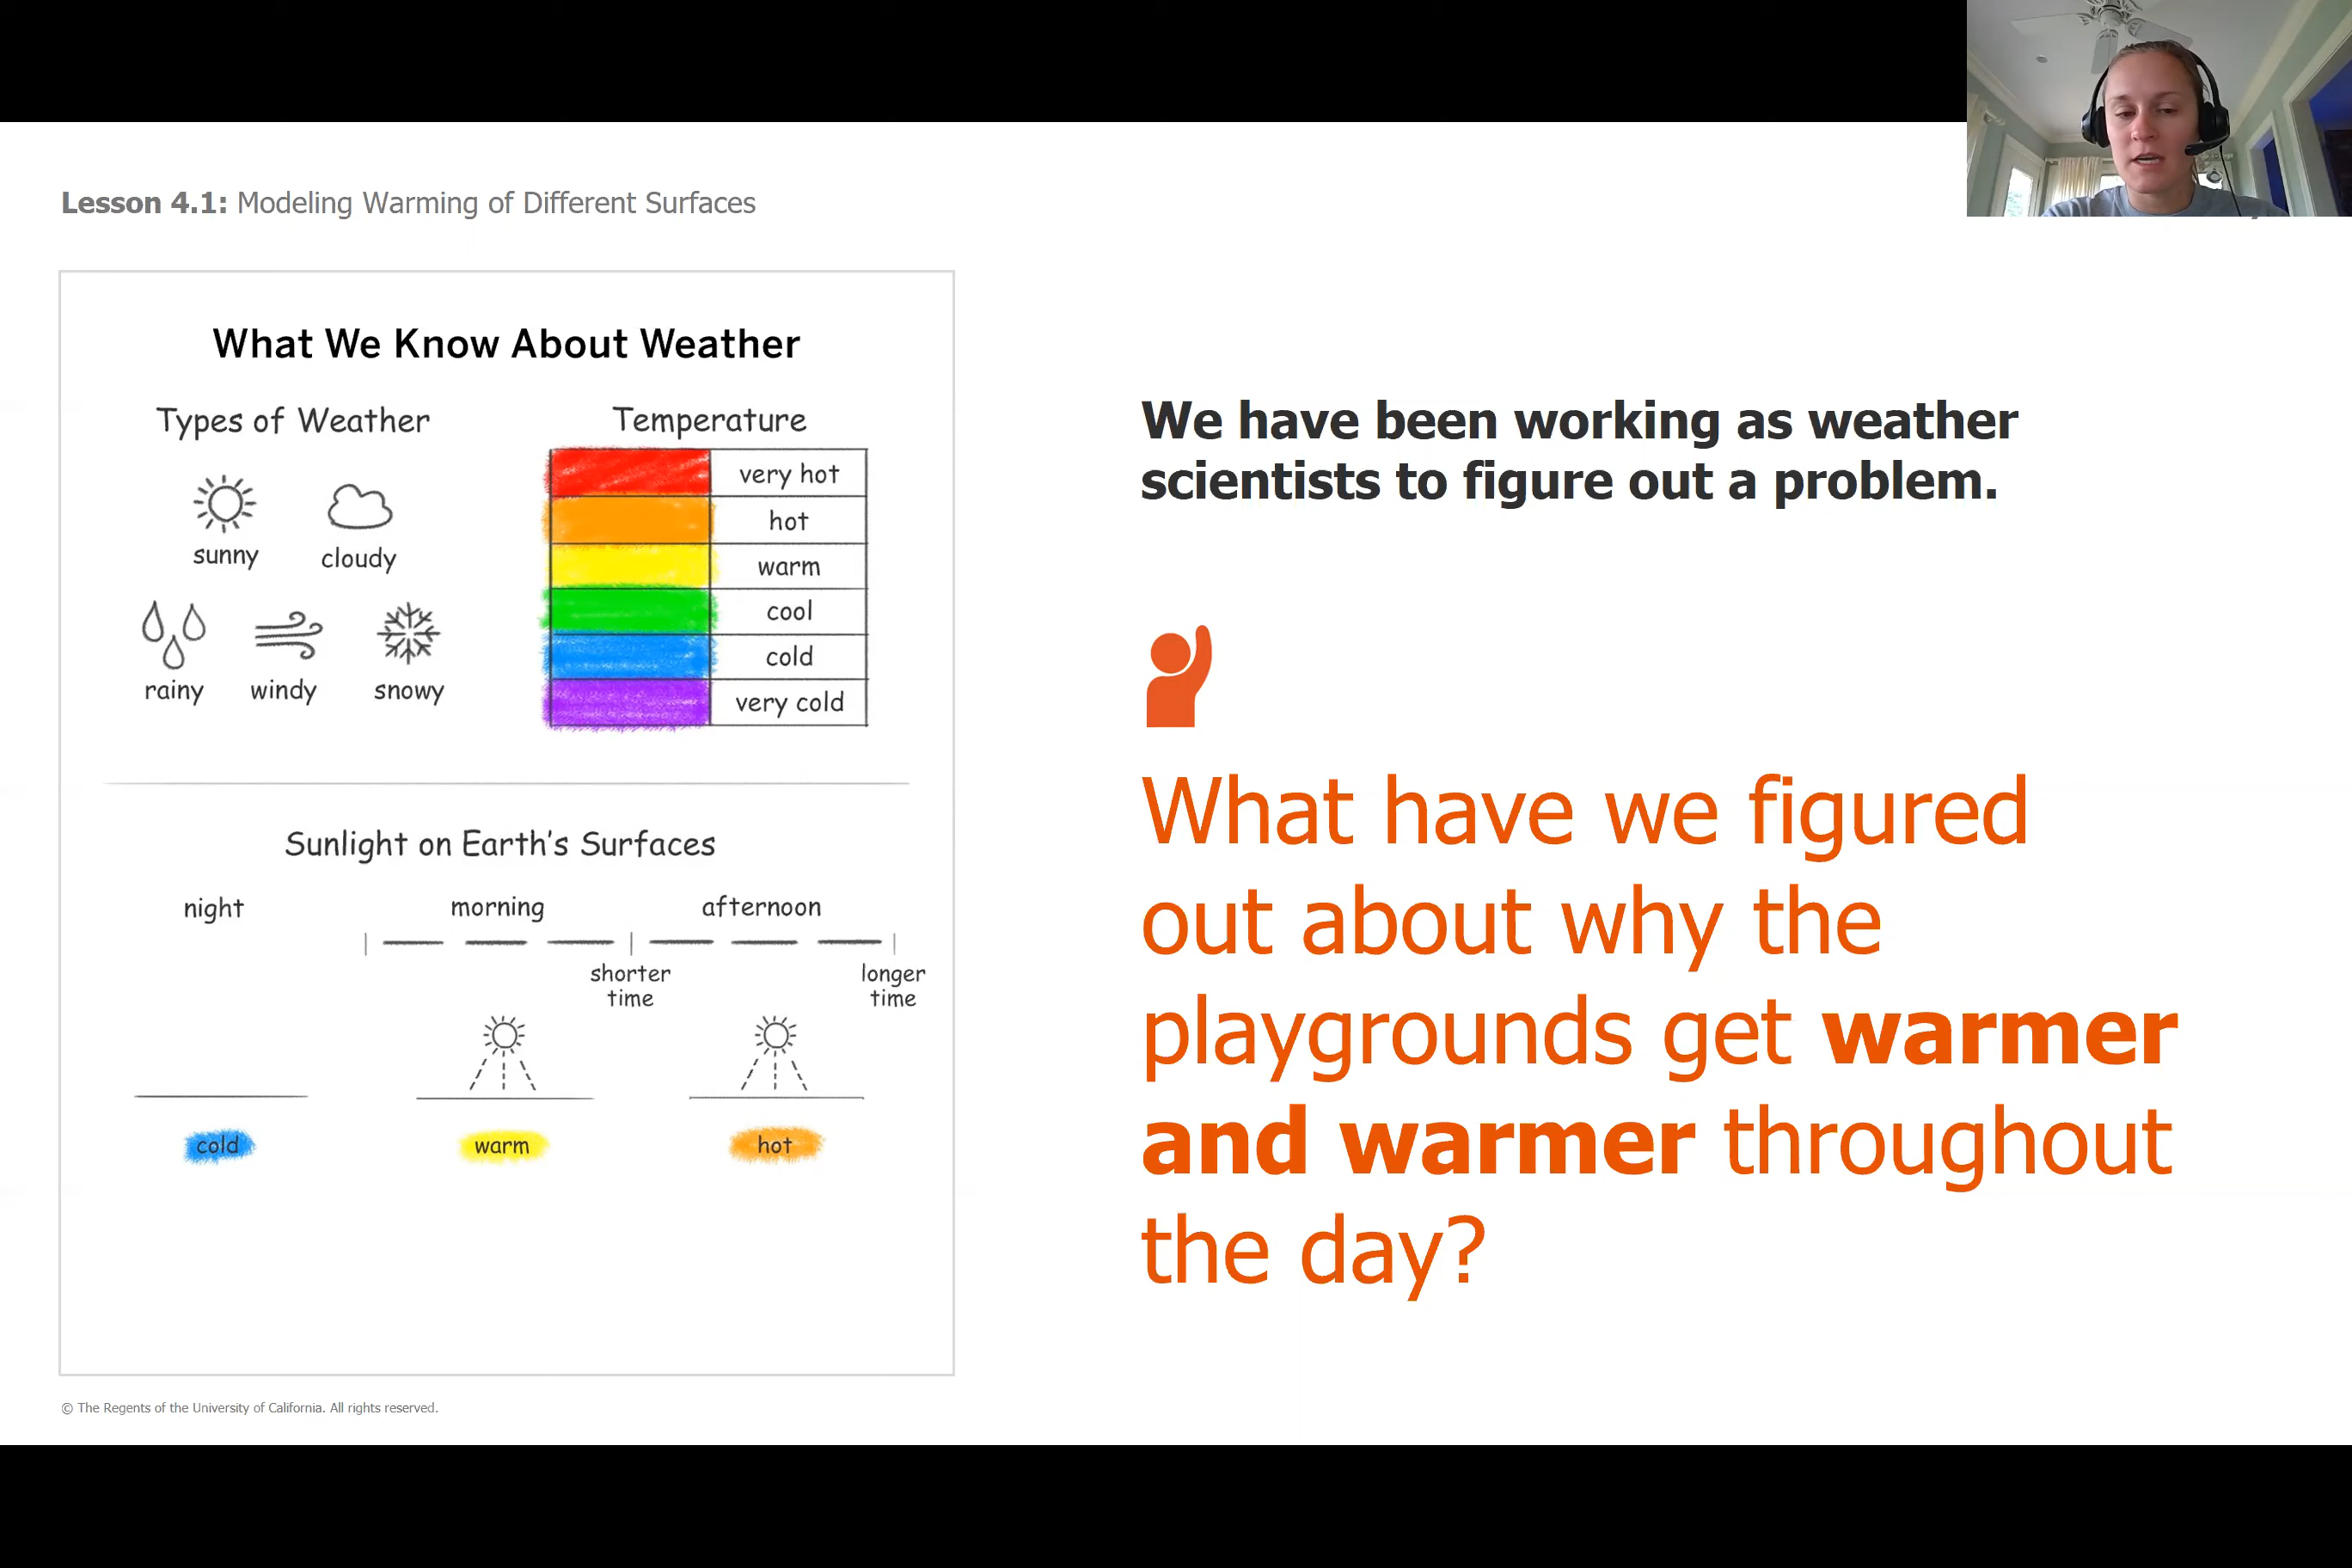 Lesson 4.1: Modeling Warming of Different Surfaces
What We Know About Weather
Types of Weather
sunny
cloudy
rainy
windy
snowy
Temperature
very hot
hot
warm
cool
cold
very cold
Sunlight on Earth's Surfaces
night
morning
afternoon
shorter
time
longer
time
cold
warm
hot
We have been working as weather
scientists to figure out a problem.
What have we figured
out about why the
playgrounds get warmer
and warmer throughout
the day?
© The Regents of the University of California. All rights reserved.